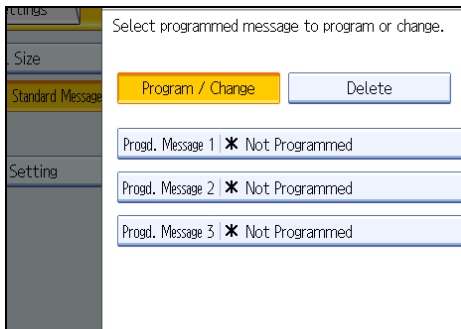 ettings
Select programmed message to program or change.
. Size
Program / Change
Delete
Standard Message
Progd. Message 1 ✱ Not Programmed
Setting
Progd. Message 2 ✱ Not Programmed
Progd. Message 3 ✱ Not Programmed